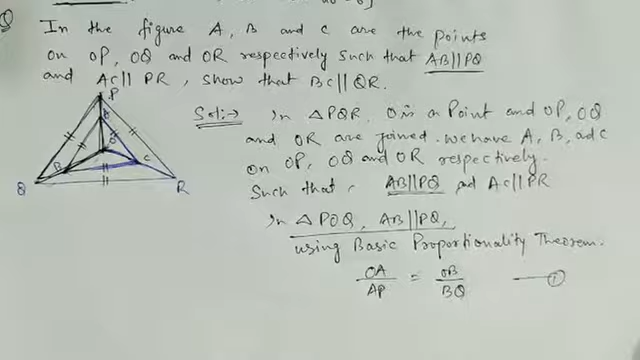 Q In the figure A, B and C are the points
on OP, OQ and OR respectively such that AB||PQ
and AC|| PR, show that BC|| QR.
P
A
O
B
C
Q
R
Sol:→ In △PQR, O is a Point and OP, OQ
and OR are joined. we have A, B, and C
on OP, OQ and OR respectively.
Such that AB||PQ and AC||PR
In △POQ, AB||PQ,
using Basic Proportionality Theorem.
OA/AP = OB/BQ —①